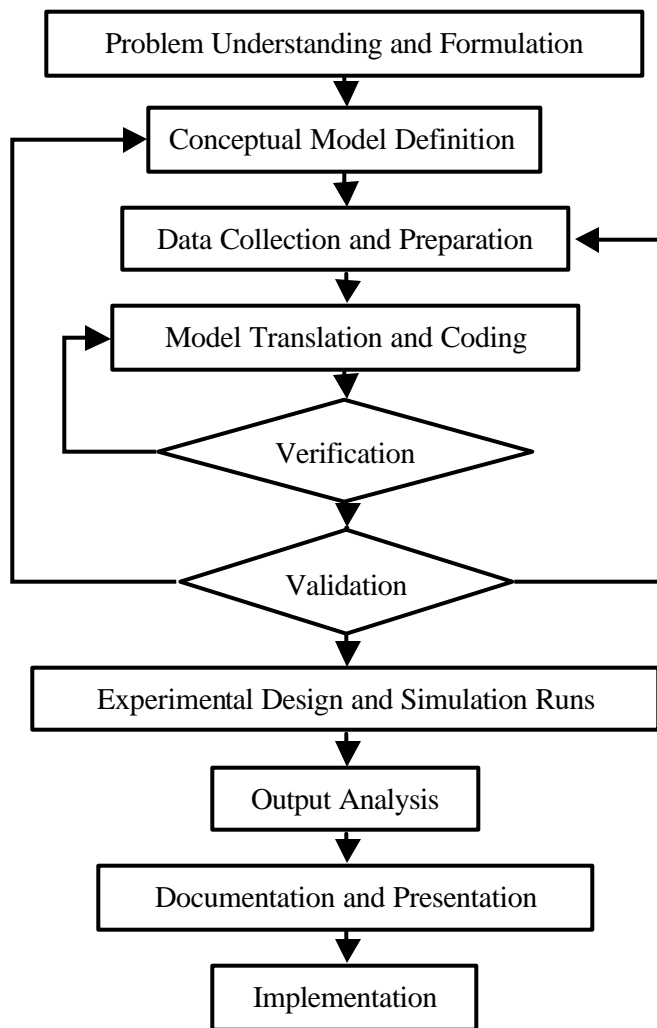 Problem Understanding and Formulation
Conceptual Model Definition
Data Collection and Preparation
Model Translation and Coding
Verification
Validation
Experimental Design and Simulation Runs
Output Analysis
Documentation and Presentation
Implementation